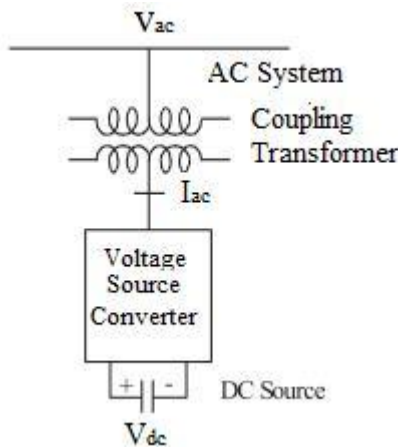 Vac
AC System
Coupling
Transformer
Iac
Voltage
Source
Converter
+ -
DC Source
Vdc